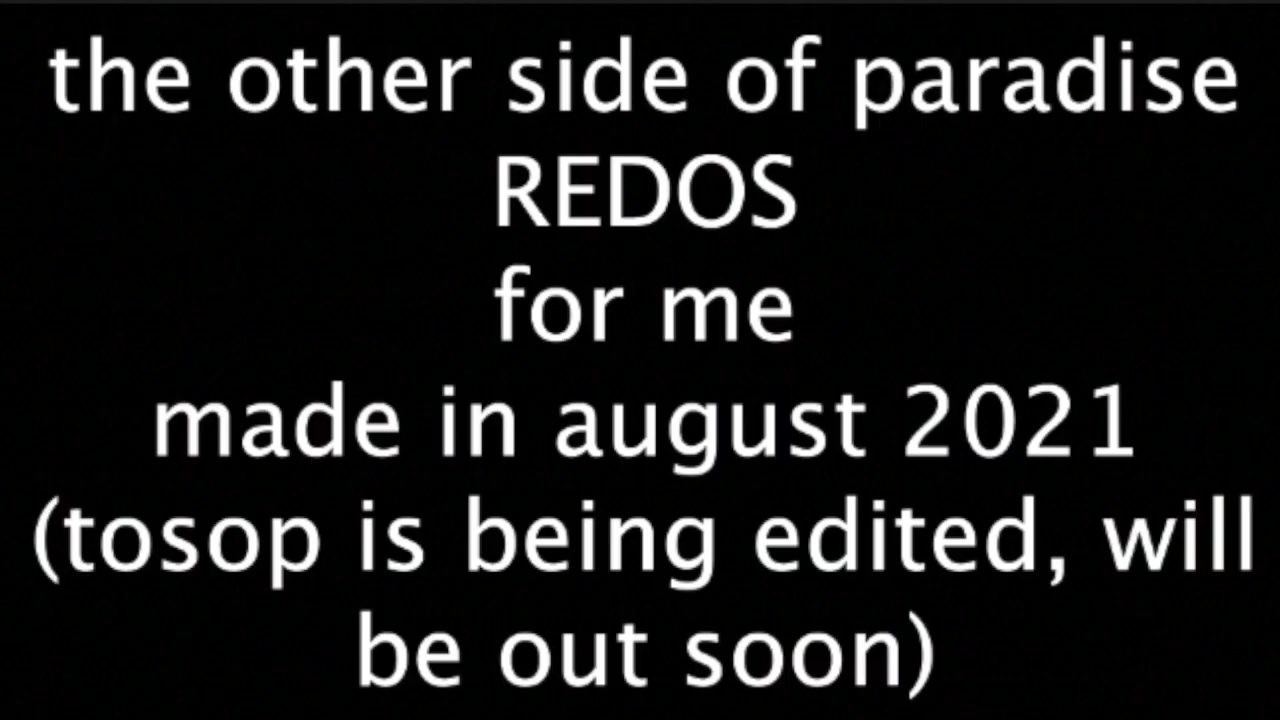 the other side of paradise
REDOS
for me
made in august 2021
(tosop is being edited, will
be out soon)